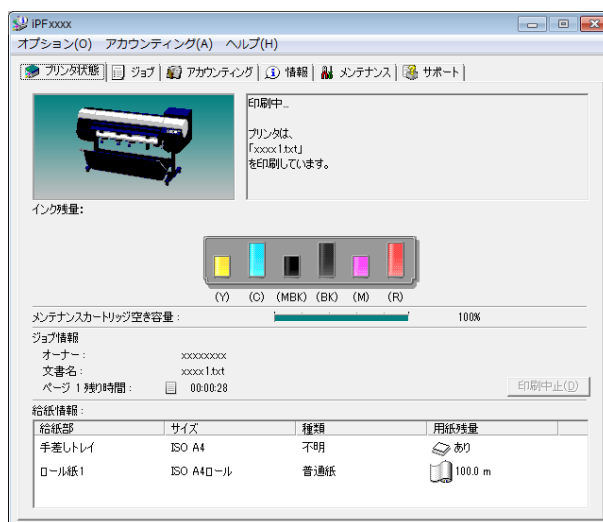 iPFxxxx
オプション(O) アカウンティング(A) ヘルプ(H)
プリンタ状態 ジョブ アカウンティング 情報 メンテナンス サポート
印刷中...
プリンタは、
「xxxx1.txt」
を印刷しています。
インク残量:
(Y) (C) (MBK) (BK) (M) (R)
メンテナンスカートリッジ空き容量: 100%
ジョブ情報
オーナー: xxxxxxxx
文書名: xxxx1.txt
ページ 1 残り時間: 00:00:28
印刷中止(D)
給紙情報:
給紙部 サイズ 種類 用紙残量
手差しトレイ ISO A4 不明 あり
ロール紙1 ISO A4ロール 普通紙 100.0 m